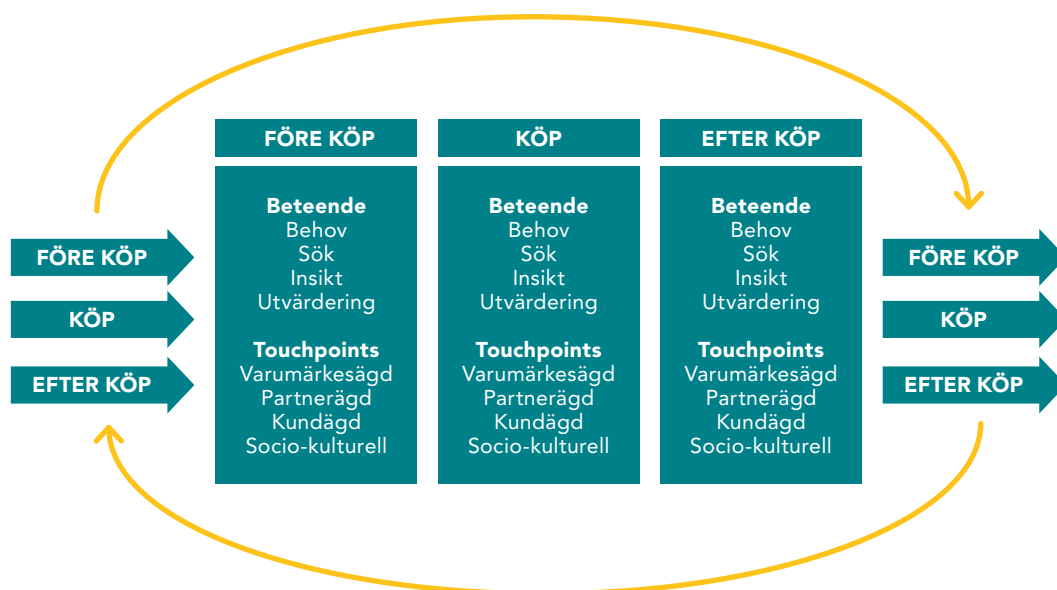 FÖRE KÖP
KÖP
EFTER KÖP
FÖRE KÖP
Beteende
Behov
Sök
Insikt
Utvärdering
Touchpoints
Varumärkesägd
Partnerägd
Kundägd
Socio-kulturell
KÖP
Beteende
Behov
Sök
Insikt
Utvärdering
Touchpoints
Varumärkesägd
Partnerägd
Kundägd
Socio-kulturell
EFTER KÖP
Beteende
Behov
Sök
Insikt
Utvärdering
Touchpoints
Varumärkesägd
Partnerägd
Kundägd
Socio-kulturell
FÖRE KÖP
KÖP
EFTER KÖP